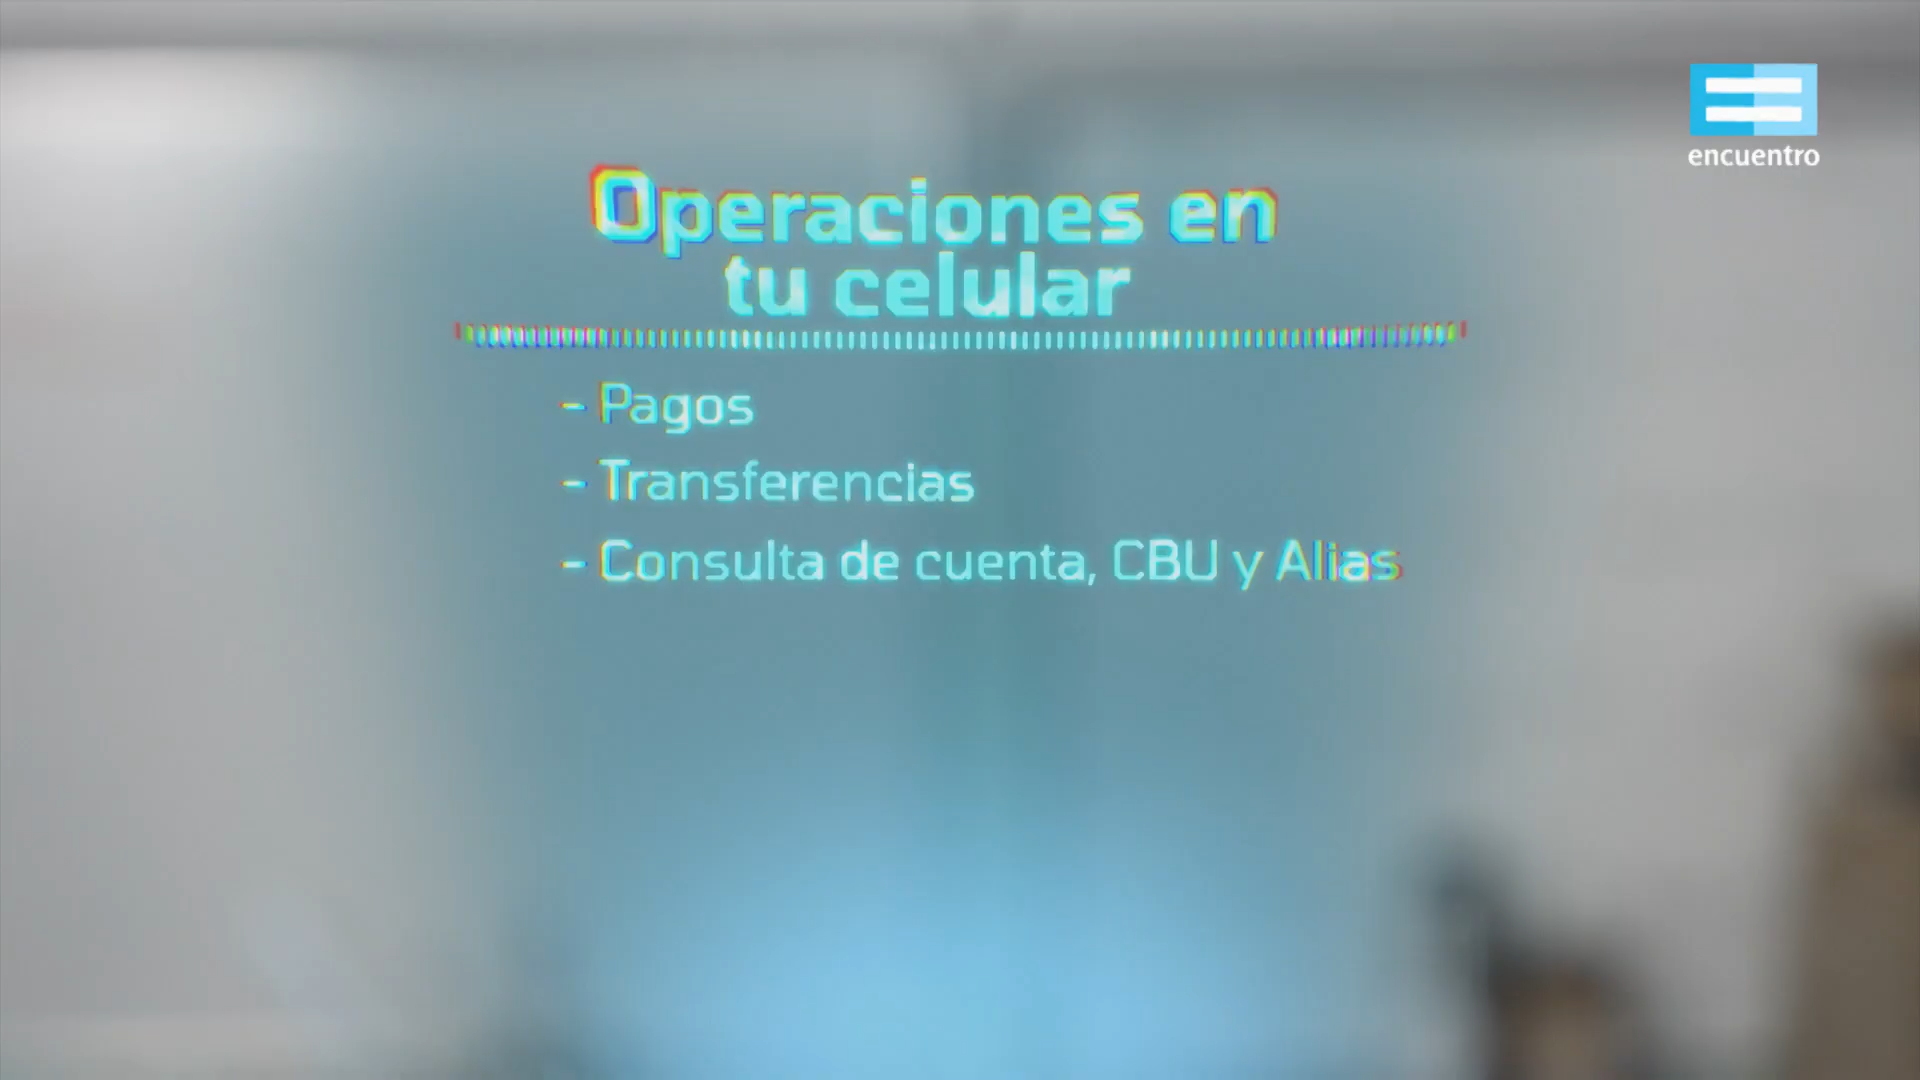 encuentro
Operaciones en
tu celular
- Pagos
- Transferencias
- Consulta de cuenta, CBU y Alias